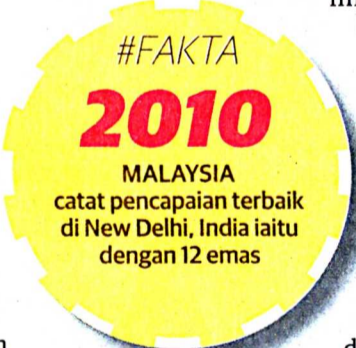 #FAKTA
2010
MALAYSIA
catat pencapaian terbaik
di New Delhi, India iaitu
dengan 12 emas